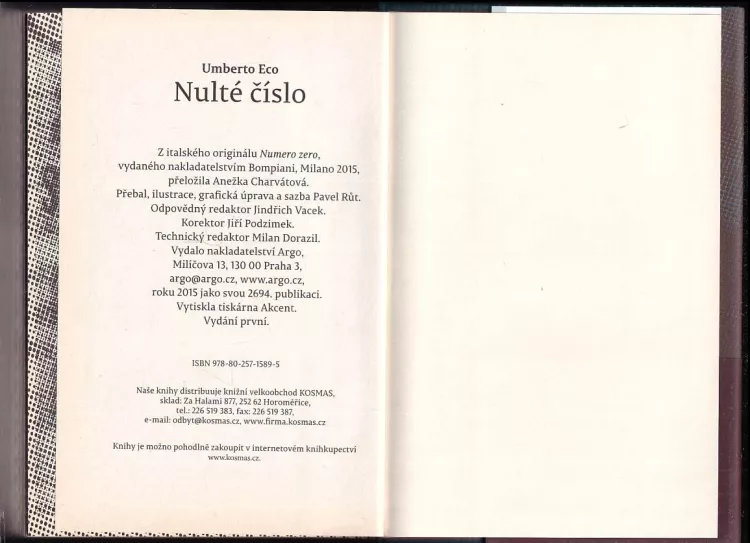 Umberto Eco
Nulté číslo
Z italského originálu Numero zero,
vydaného nakladatelstvím Bompiani, Milano 2015,
přeložila Anežka Charvátová.
Přebal, ilustrace, grafická úprava a sazba Pavel Růt.
Odpovědný redaktor Jindřich Vacek.
Korektor Jiří Podzimek.
Technický redaktor Milan Dorazil.
Vydalo nakladatelství Argo,
Milíčova 13, 130 00 Praha 3,
argo@argo.cz, www.argo.cz,
roku 2015 jako svou 2694. publikaci.
Vytiskla tiskárna Akcent.
Vydání první.
ISBN 978-80-257-1589-5
Naše knihy distribuuje knižní velkoobchod KOSMAS,
sklad: Za Halami 877, 252 62 Horoměřice,
tel.: 226 519 383, fax: 226 519 387,
e-mail: odbyt@kosmas.cz, www.firma.kosmas.cz
Knihy je možno pohodlně zakoupit v internetovém knihkupectví
www.kosmas.cz.